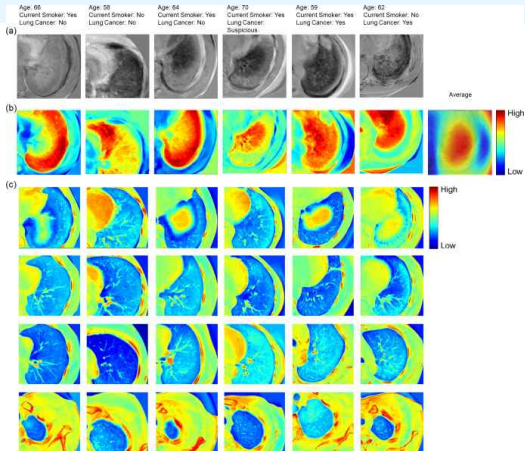 Age: 66
Current Smoker: Yes
Lung Cancer: No
Age: 58
Current Smoker: No
Lung Cancer: No
Age: 64
Current Smoker: Yes
Lung Cancer: No
Age: 70
Current Smoker: Yes
Lung Cancer:
Suspicious
Age: 59
Current Smoker: Yes
Lung Cancer: Yes
Age: 62
Current Smoker: No
Lung Cancer: Yes
(a)
Average
(b)
High
Low
(c)
High
Low